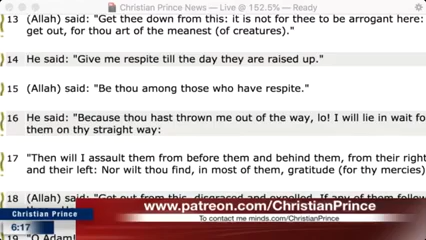 Christian Prince News — Live @ 152.5% — Ready
13 (Allah) said: "Get thee down from this: it is not for thee to be arrogant here:
get out, for thou art of the meanest (of creatures)."
14 He said: "Give me respite till the day they are raised up."
15 (Allah) said: "Be thou among those who have respite."
16 He said: "Because thou hast thrown me out of the way, lo! I will lie in wait fo
them on thy straight way:
17 "Then will I assault them from before them and behind them, from their right
and their left: Nor wilt thou find, in most of them, gratitude (for thy mercies)
18 (Allah) said: "Get out from this, disgraced and expelled. If any of them follow
www.patreon.com/ChristianPrince
Christian Prince
To contact me minds.com/ChristianPrince
6:17
19 "O Adam!